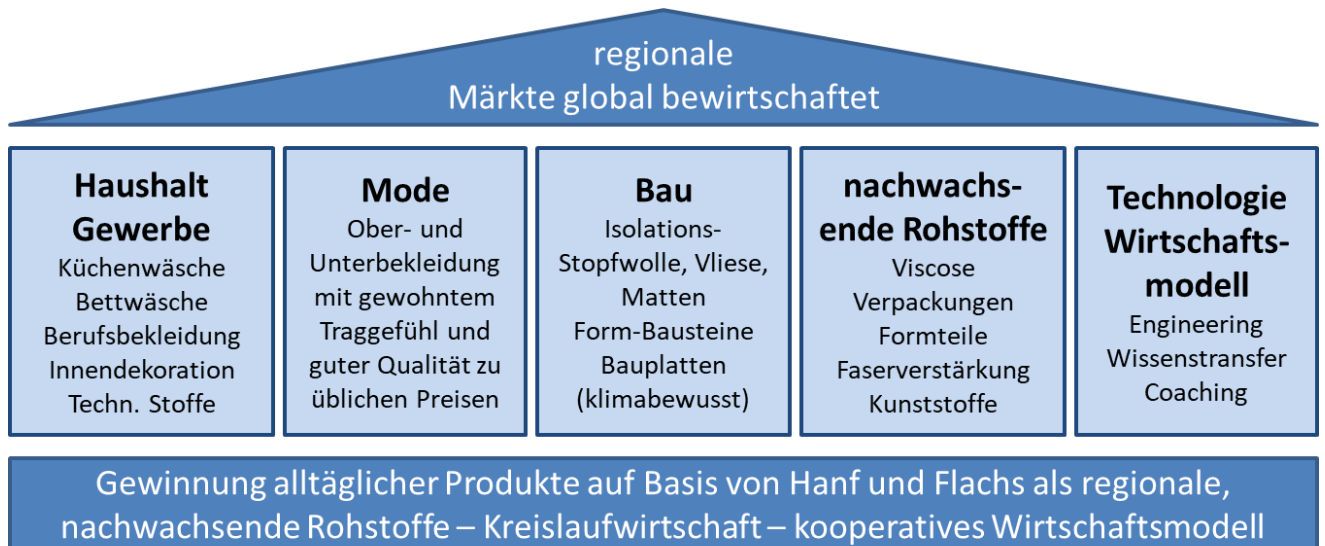 regionale
Märkte global bewirtschaftet
Haushalt
Gewerbe
Küchenwäsche
Bettwäsche
Berufsbekleidung
Innendekoration
Techn. Stoffe
Mode
Ober- und
Unterbekleidung
mit gewohntem
Traggefühl und
guter Qualität zu
üblichen Preisen
Bau
Isolations-
Stopfwolle, Vliese,
Matten
Form-Bausteine
Bauplatten
(klimabewusst)
nachwachs-
ende Rohstoffe
Viscose
Verpackungen
Formteile
Faserverstärkung
Kunststoffe
Technologie
Wirtschafts-
modell
Engineering
Wissenstransfer
Coaching
Gewinnung alltäglicher Produkte auf Basis von Hanf und Flachs als regionale,
nachwachsende Rohstoffe – Kreislaufwirtschaft – kooperatives Wirtschaftsmodell